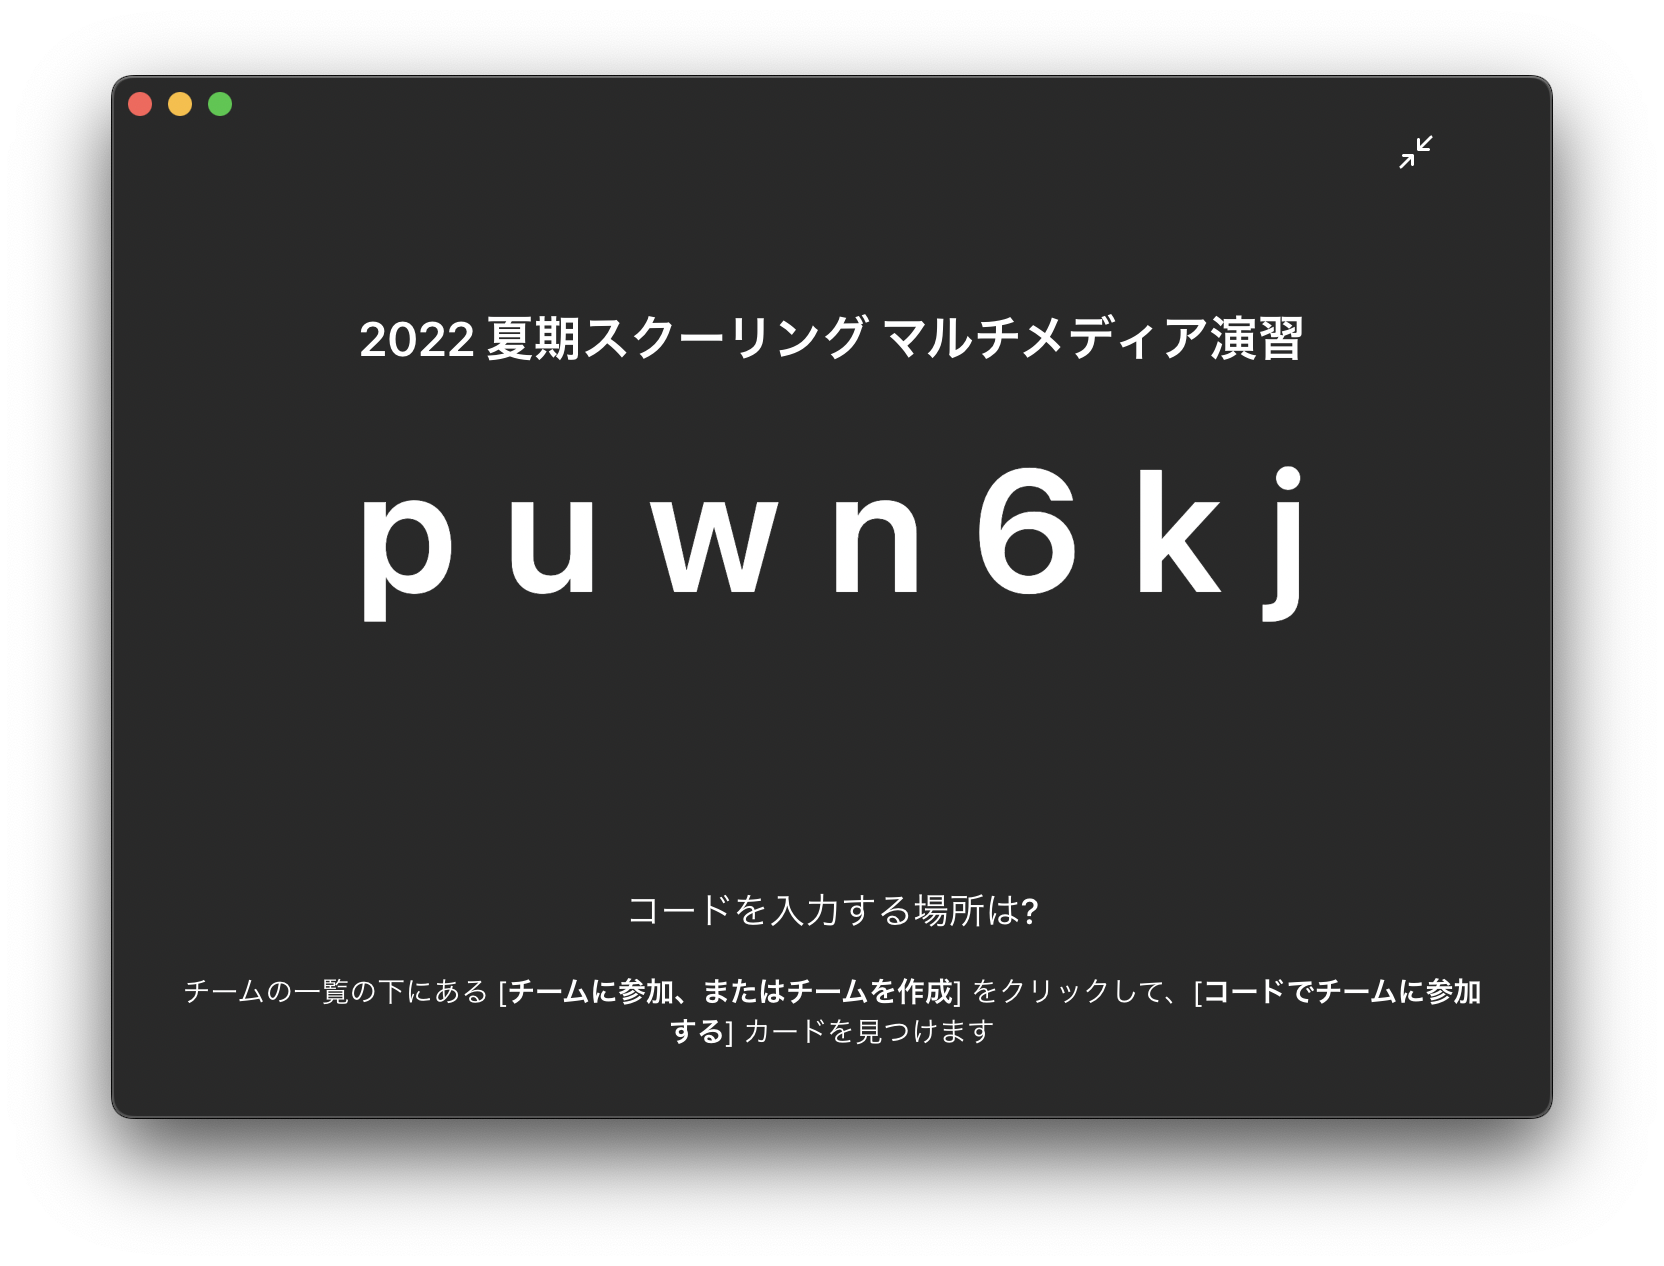 2022 夏期スクーリング マルチメディア演習
puwn6kj
コードを入力する場所は?
チームの一覧の下にある [チームに参加、またはチームを作成] をクリックして、[コードでチームに参加
する] カードを見つけます